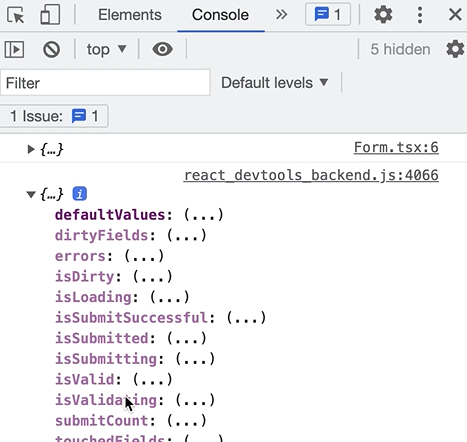 Elements Console 1
top 5 hidden
Filter Default levels
1 Issue: 1
{…} Form.tsx:6
react_devtools_backend.js:4066
{…} i
defaultValues: (...)
dirtyFields: (...)
errors: (...)
isDirty: (...)
isLoading: (...)
isSubmitSuccessful: (...)
isSubmitted: (...)
isSubmitting: (...)
isValid: (...)
isValidating: (...)
submitCount: (...)
touchedFields: (...)